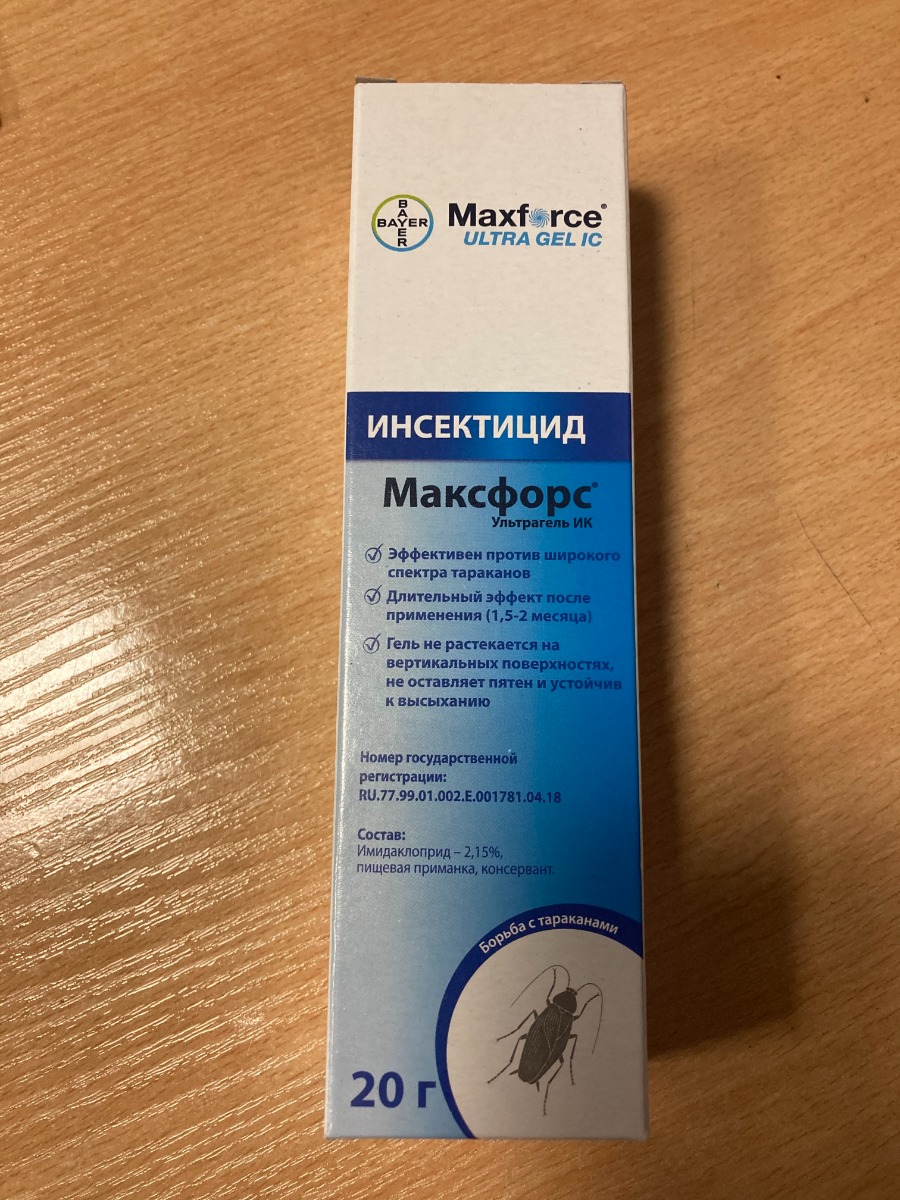 BAYER
BAYER
Maxforce®
ULTRA GEL IC
ИНСЕКТИЦИД
Максфорс®
Ультрагель ИК
Эффективен против широкого
спектра тараканов
Длительный эффект после
применения (1,5-2 месяца)
Гель не растекается на
вертикальных поверхностях,
не оставляет пятен и устойчив
к высыханию
Номер государственной
регистрации:
RU.77.99.01.002.E.001781.04.18
Состав:
Имидаклоприд – 2,15%,
пищевая приманка, консервант.
Борьба с тараканами
20 г